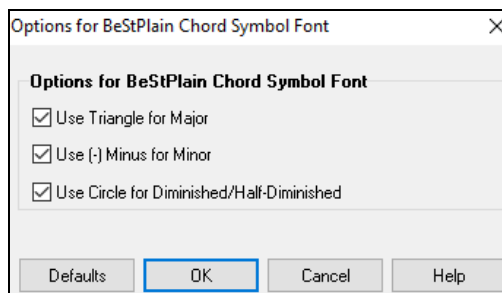 Options for BeStPlain Chord Symbol Font
Options for BeStPlain Chord Symbol Font
Use Triangle for Major
Use (-) Minus for Minor
Use Circle for Diminished/Half-Diminished
Defaults OK Cancel Help